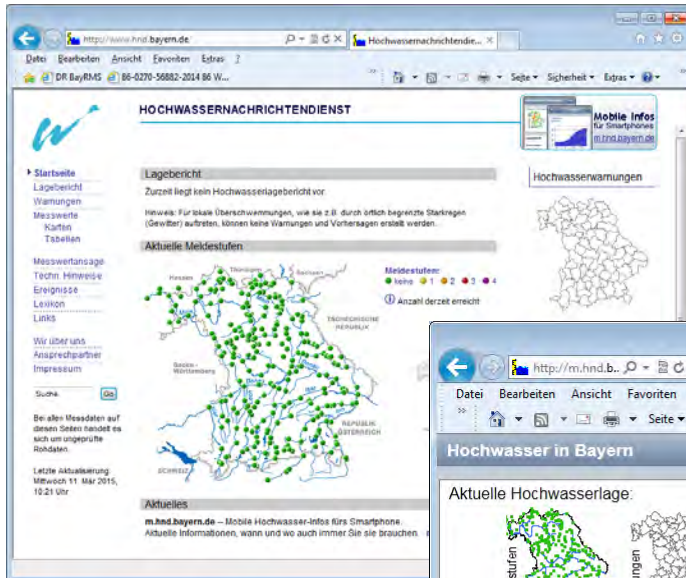 http://www.hnd.bayern.de
Hochwassernachrichtendie...
Datei Bearbeiten Ansicht Favoriten Extras ?
DR BayRMS 86-0270-56882-2014 86 W...
Seite Sicherheit Extras
HOCHWASSERNACHRICHTENDIENST
Mobile Infos
für Smartphones
m.hnd.bayern.de
Startseite
Lagebericht
Warnungen
Messwerte
Karten
Tabellen
Messwertansage
Techn. Hinweise
Ereignisse
Lexikon
Links
Wir über uns
Ansprechpartner
Impressum
Suche
Go
Bei allen Messdaten auf
diesen Seiten handelt es
sich um ungeprüfte
Rohdaten.
Letzte Aktualisierung:
Mittwoch 11. Mär 2015,
10:21 Uhr
Lagebericht
Zurzeit liegt kein Hochwasserlagebericht vor.
Hinweis: Für lokale Überschwemmungen, wie sie z.B. durch örtlich begrenzte Starkregen
(Gewitter) auftreten, können keine Warnungen und Vorhersagen erstellt werden.
Aktuelle Meldestufen
Hessen
Thüringen
Sachsen
TSCHECHISCHE
REPUBLIK
Baden-
Württemberg
REPUBLIK
ÖSTERREICH
SCHWEIZ
Meldestufen:
keine 1 2 3 4
Anzahl derzeit erreicht
Hochwasserwarnungen
Aktuelles
m.hnd.bayern.de – Mobile Hochwasser-Infos fürs Smartphone.
Aktuelle Informationen, wann und wo auch immer Sie sie brauchen.
http://m.hnd.b..
Datei Bearbeiten Ansicht Favoriten
Seite
Hochwasser in Bayern
Aktuelle Hochwasserlage: